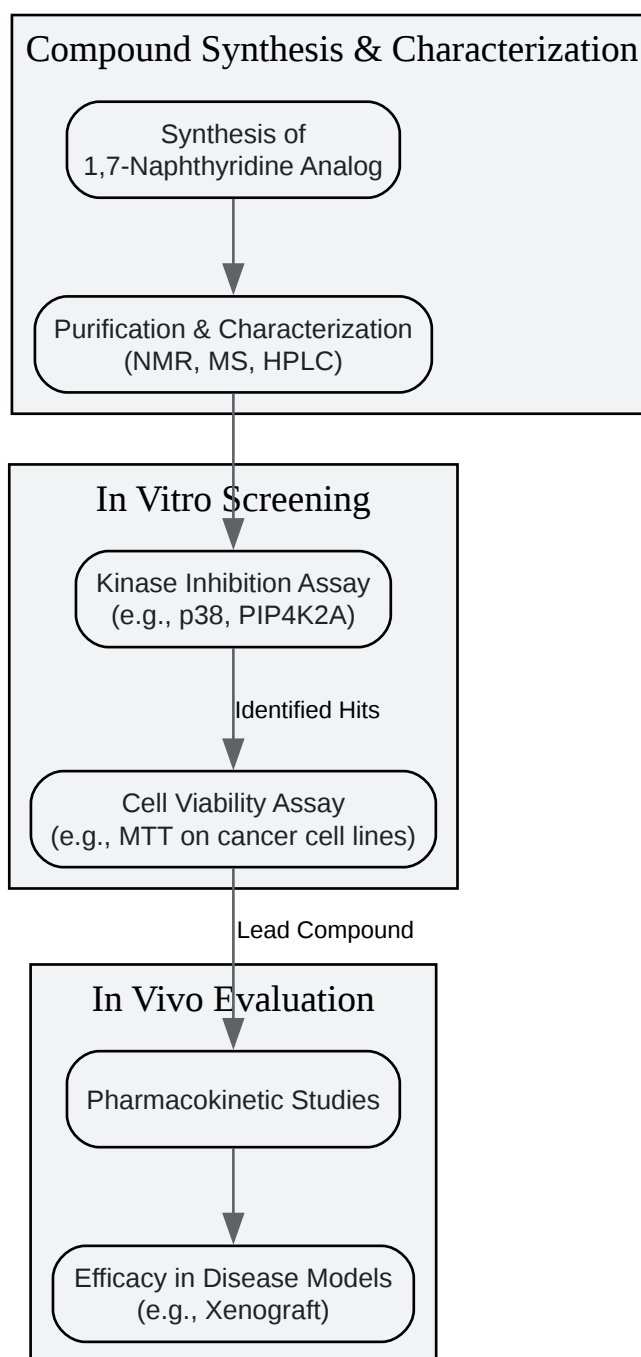 Compound Synthesis & Characterization
Synthesis of
1,7-Naphthyridine Analog
Purification & Characterization
(NMR, MS, HPLC)
In Vitro Screening
Kinase Inhibition Assay
(e.g., p38, PIP4K2A)
Identified Hits
Cell Viability Assay
(e.g., MTT on cancer cell lines)
Lead Compound
In Vivo Evaluation
Pharmacokinetic Studies
Efficacy in Disease Models
(e.g., Xenograft)